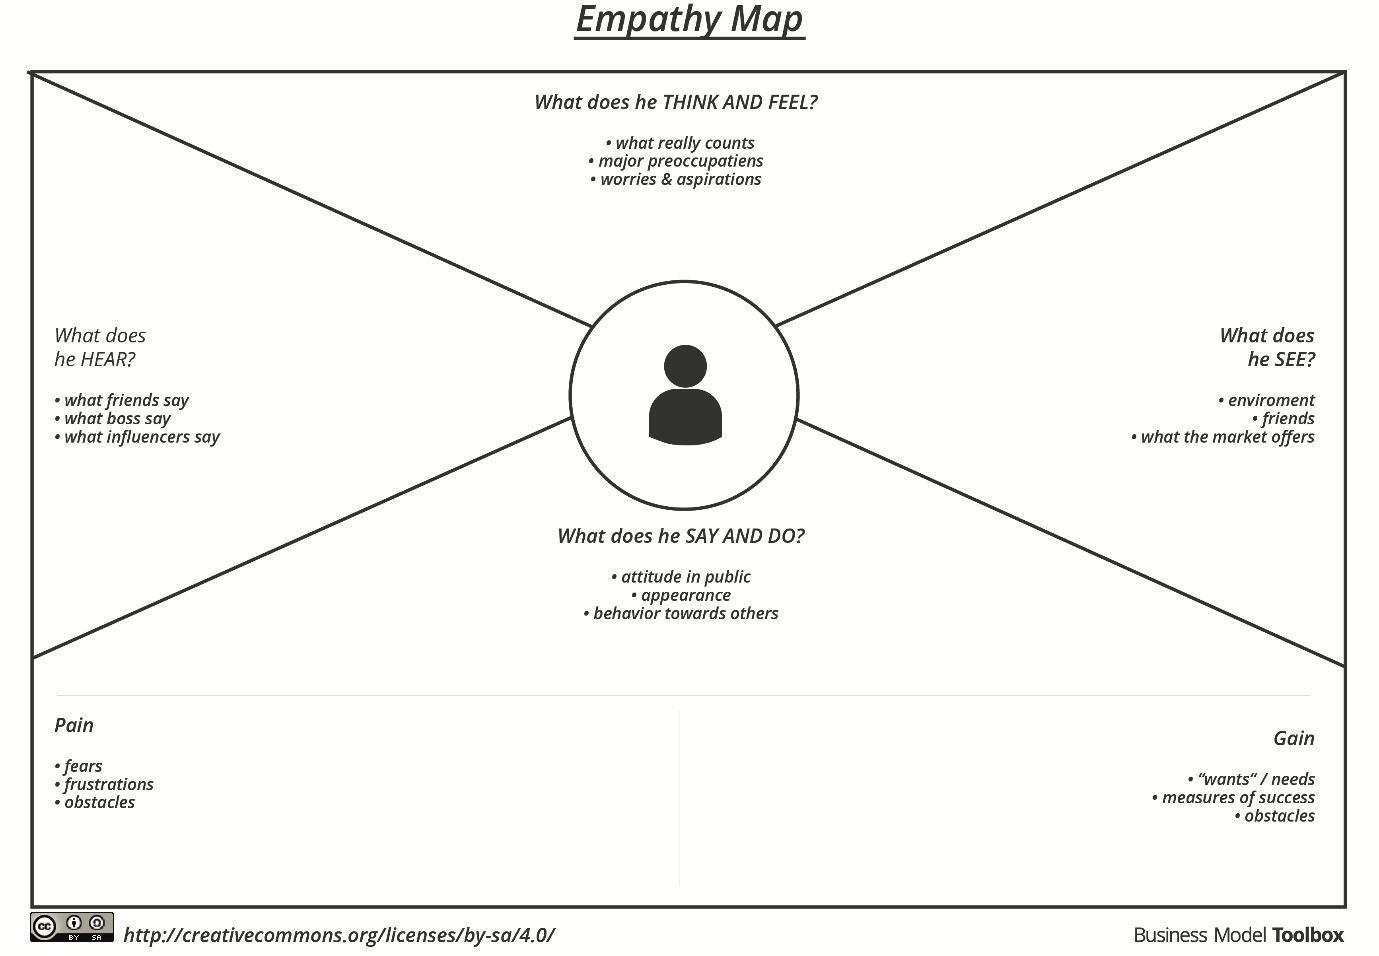 Empathy Map
What does he THINK AND FEEL?
• what really counts
• major preoccupatiens
• worries & aspirations
What does
he HEAR?
• what friends say
• what boss say
• what influencers say
What does
he SEE?
• enviroment
• friends
• what the market offers
What does he SAY AND DO?
• attitude in public
• appearance
• behavior towards others
Pain
• fears
• frustrations
• obstacles
Gain
• “wants“ / needs
• measures of success
• obstacles
cc BY SA
http://creativecommons.org/licenses/by-sa/4.0/
Business Model Toolbox